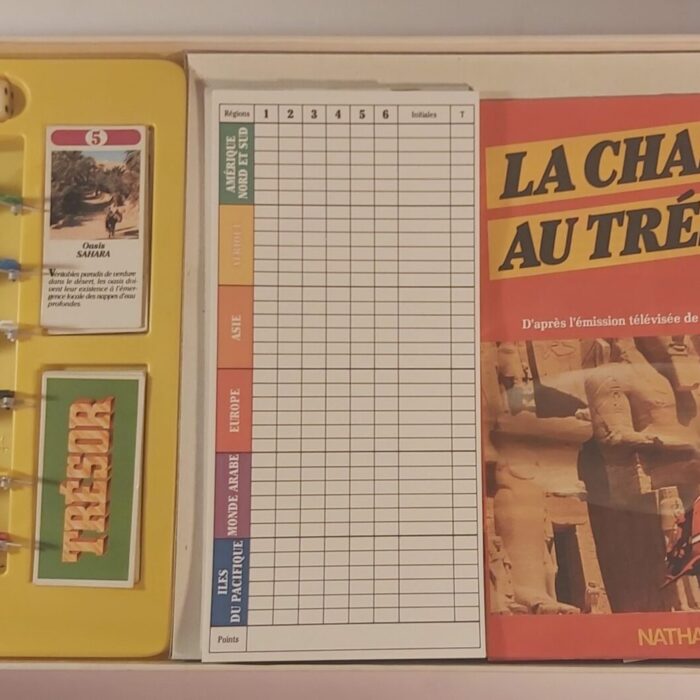 5
Oasis
SAHARA
Véritables paradis de verdure
dans le désert, les oasis doi-
vent leur existence à l'émer-
gence locale des nappes d'eau
profondes.
TRÉSOR
Régions 1 2 3 4 5 6 Initiales T
AMÉRIQUE
NORD ET SUD
AFRIQUE
ASIE
EUROPE
MONDE ARABE
ILES
DU PACIFIQUE
Points
LA CHA
AU TRÉ
D'après l'émission télévisée de
NATHA